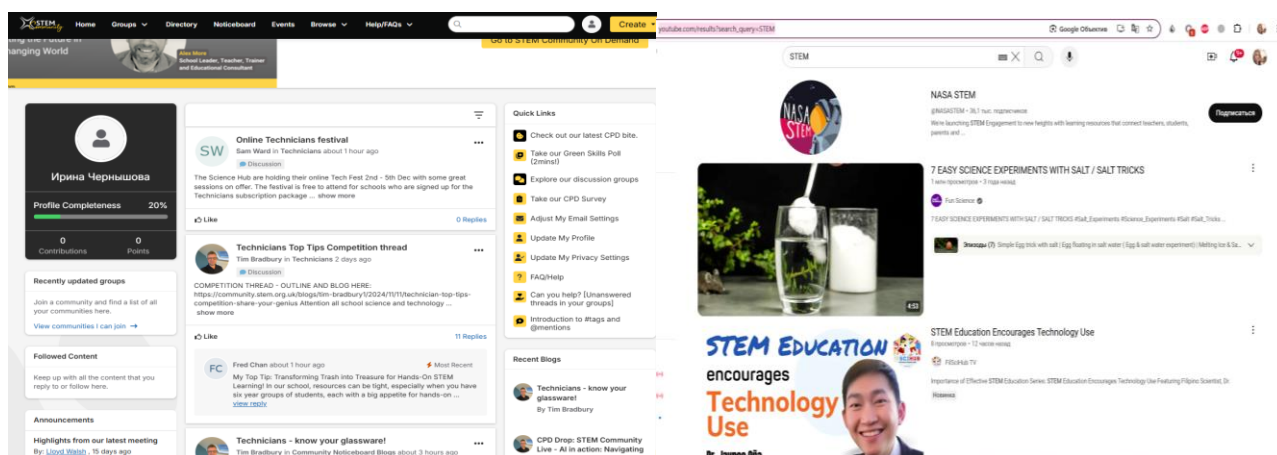 STEM
Community
Home
Groups
Directory
Noticeboard
Events
Browse
Help/FAQs
Create
the Future in
hanging World
Alex More
School Leader, Teacher, Trainer
and Educational Consultant
Go to STEM Community On Demand
Ирина Чернышова
Profile Completeness 20%
0
Contributions
0
Points
Recently updated groups
Join a community and find a list of all
your communities here.
View communities I can join →
Followed Content
Keep up with all the content that you
reply to or follow here.
Announcements
Highlights from our latest meeting
By: Lloyd Walsh , 15 days ago
SW
Online Technicians festival
Sam Ward in Technicians about 1 hour ago
Discussion
The Science Hub are holding their online Tech Fest 2nd - 5th Dec with some great
sessions on offer. The festival is free to attend for schools who are signed up for the
Technicians subscription package ... show more
Like
0 Replies
Technicians Top Tips Competition thread
Tim Bradbury in Technicians 2 days ago
Discussion
COMPETITION THREAD - OUTLINE AND BLOG HERE:
https://community.stem.org.uk/blogs/tim-bradbury1/2024/11/11/technician-top-tips-
competition-share-your-genius Attention all school science and technology ...
show more
Like
11 Replies
FC
Fred Chan about 1 hour ago
Most Recent
My Top Tip: Transforming Trash into Treasure for Hands-On STEM
Learning! In our school, resources can be tight, especially when you have
six year groups of students, each with a big appetite for hands-on ...
view reply
Technicians - know your glassware!
Tim Bradbury in Community Noticeboard Blogs about 3 hours ago
Quick Links
Check out our latest CPD bite.
Take our Green Skills Poll
(2mins!)
Explore our discussion groups
Take our CPD Survey
Adjust My Email Settings
Update My Profile
Update My Privacy Settings
FAQ/Help
Can you help? [Unanswered
threads in your groups]
Introduction to #tags and
@mentions
Recent Blogs
Technicians - know your
glassware!
By Tim Bradbury
CPD Drop: STEM Community
Live - AI in action: Navigating
youtube.com/results?search_query=STEM
Google Объектив
STEM
9+
NASA
STEM
NASA STEM
@NASASTEM • 36,1 тыс. подписчиков
We're launching STEM Engagement to new heights with learning resources that connect teachers, students,
parents and ...
Подписаться
7 EASY SCIENCE EXPERIMENTS WITH SALT / SALT TRICKS
1 млн просмотров • 3 года назад
Fun Science
7 EASY SCIENCE EXPERIMENTS WITH SALT / SALT TRICKS #Salt_Experiments #Science_Experiments #Salt #Salt_Tricks ...
Эпизоды (7) Simple Egg trick with salt ( Egg floating in salt water ( Egg & salt water experiment) | Melting Ice & Sa...
4:53
STEM EDUCATION
encourages
Technology
Use
STEM Education Encourages Technology Use
8 просмотров • 12 часов назад
FilSciHub TV
Importance of Effective STEM Education Series: STEM Education Encourages Technology Use Featuring Filipino Scientist, Dr.
Новинка